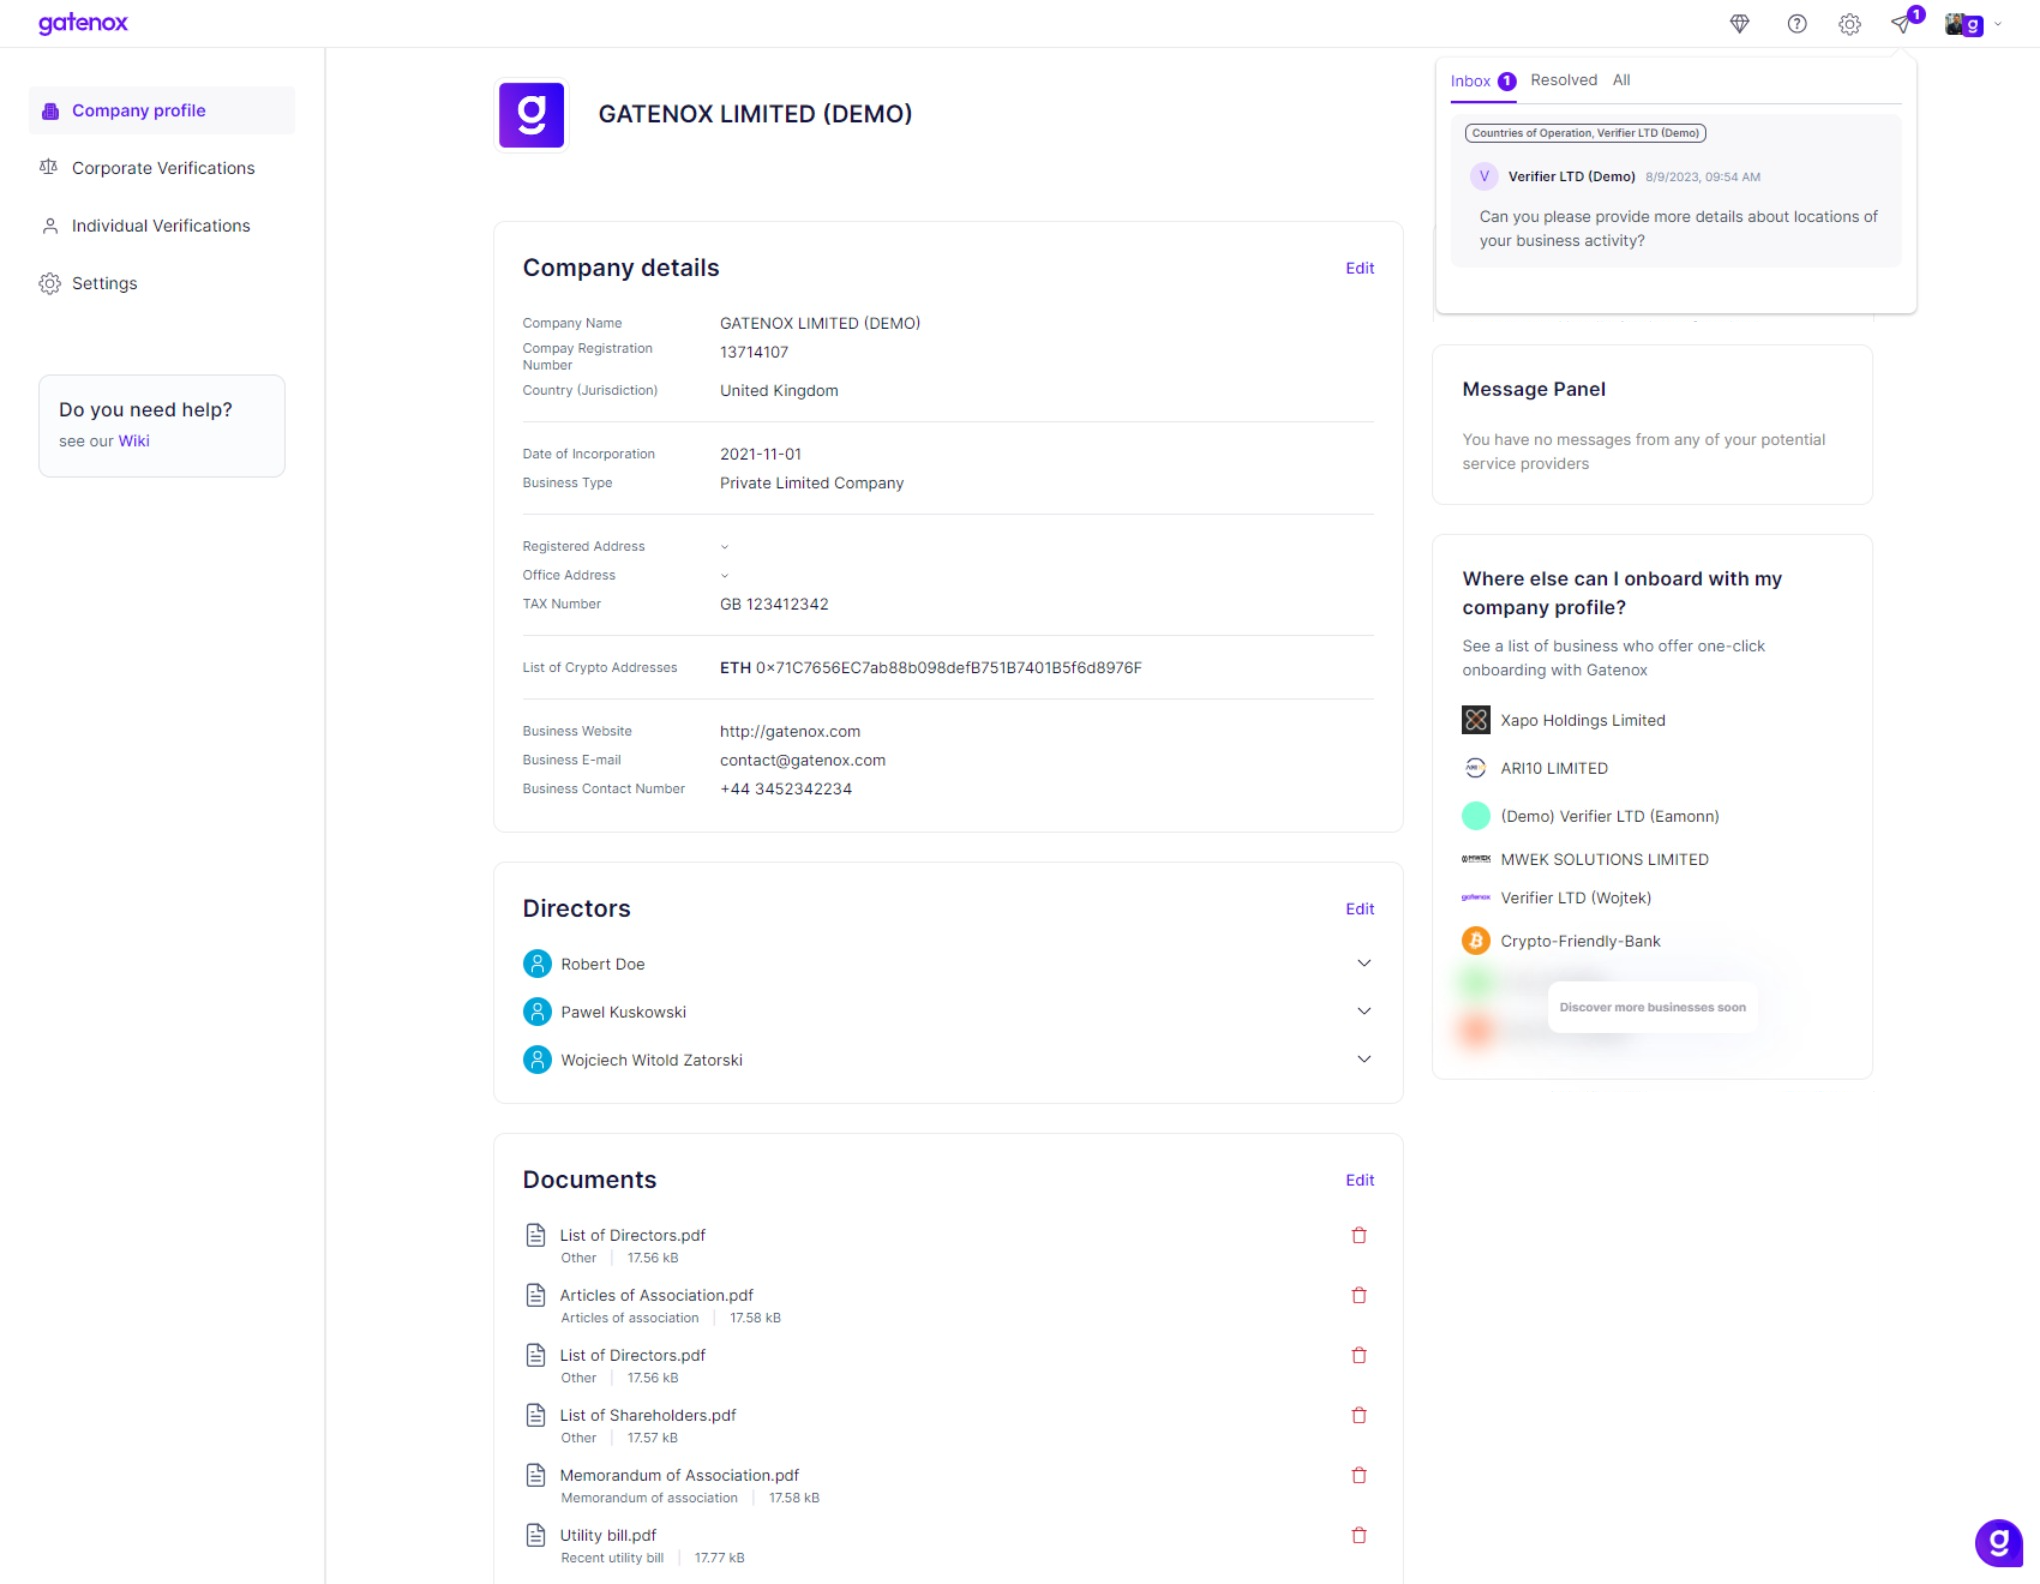 gatenox
1
Company profile
Corporate Verifications
Individual Verifications
Settings
Do you need help?
see our Wiki
g
GATENOX LIMITED (DEMO)
Inbox 1 Resolved All
Countries of Operation, Verifier LTD (Demo)
V Verifier LTD (Demo) 8/9/2023, 09:54 AM
Can you please provide more details about locations of
your business activity?
Company details
Edit
Company Name GATENOX LIMITED (DEMO)
Compay Registration
Number
13714107
Country (Jurisdiction) United Kingdom
Date of Incorporation 2021-11-01
Business Type Private Limited Company
Registered Address
Office Address
TAX Number GB 123412342
List of Crypto Addresses ETH 0x71C7656EC7ab88b098defB751B7401B5f6d8976F
Business Website http://gatenox.com
Business E-mail contact@gatenox.com
Business Contact Number +44 3452342234
Directors
Edit
Robert Doe
Pawel Kuskowski
Wojciech Witold Zatorski
Documents
Edit
List of Directors.pdf
Other 17.56 kB
Articles of Association.pdf
Articles of association 17.58 kB
List of Directors.pdf
Other 17.56 kB
List of Shareholders.pdf
Other 17.57 kB
Memorandum of Association.pdf
Memorandum of association 17.58 kB
Utility bill.pdf
Recent utility bill 17.77 kB
Message Panel
You have no messages from any of your potential
service providers
Where else can I onboard with my
company profile?
See a list of business who offer one-click
onboarding with Gatenox
Xapo Holdings Limited
ARI10 LIMITED
(Demo) Verifier LTD (Eamonn)
MWEK SOLUTIONS LIMITED
gatenox Verifier LTD (Wojtek)
Crypto-Friendly-Bank
Discover more businesses soon
g